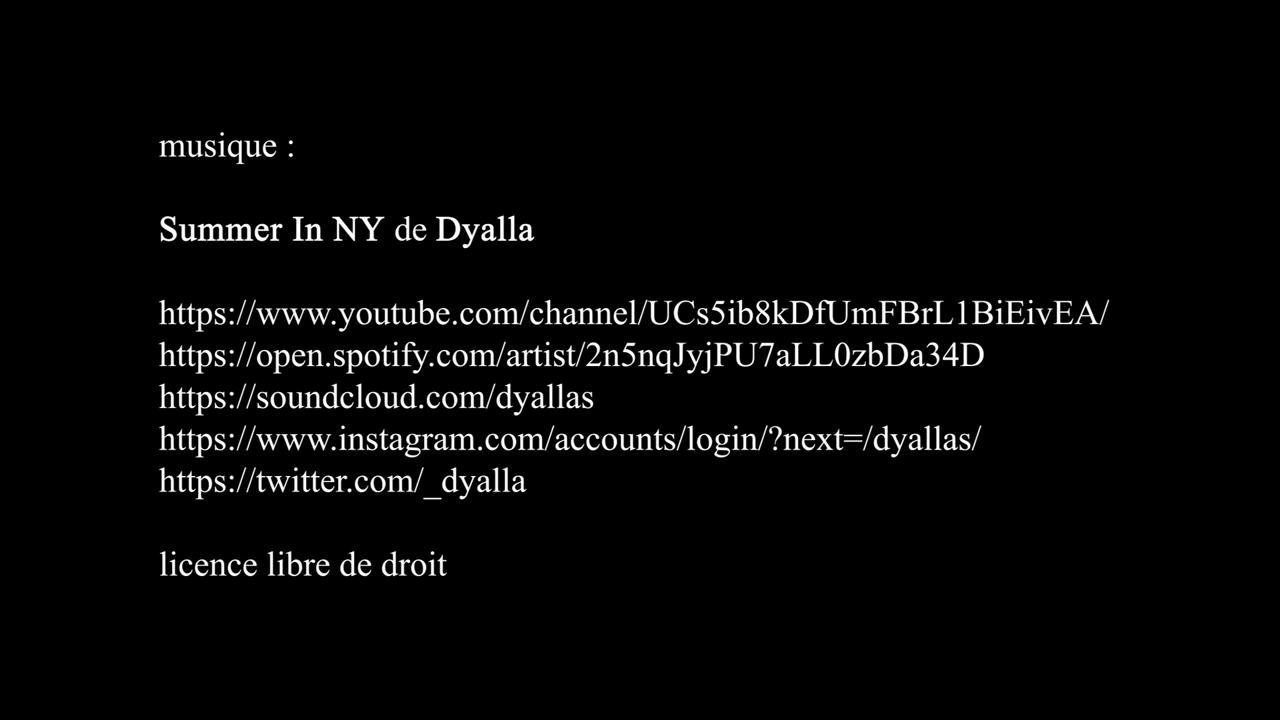 musique :
Summer In NY de Dyalla
https://www.youtube.com/channel/UCs5ib8kDfUmFBrL1BiEivEA/
https://open.spotify.com/artist/2n5nqJyjPU7aLL0zbDa34D
https://soundcloud.com/dyallas
https://www.instagram.com/accounts/login/?next=/dyallas/
https://twitter.com/_dyalla
licence libre de droit